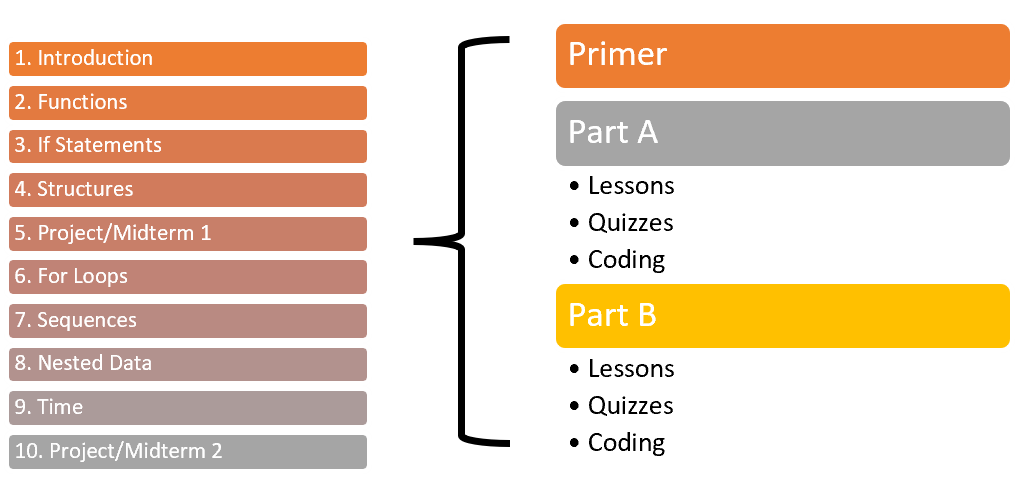 1. Introduction
2. Functions
3. If Statements
4. Structures
5. Project/Midterm 1
6. For Loops
7. Sequences
8. Nested Data
9. Time
10. Project/Midterm 2
Primer
Part A
• Lessons
• Quizzes
• Coding
Part B
• Lessons
• Quizzes
• Coding